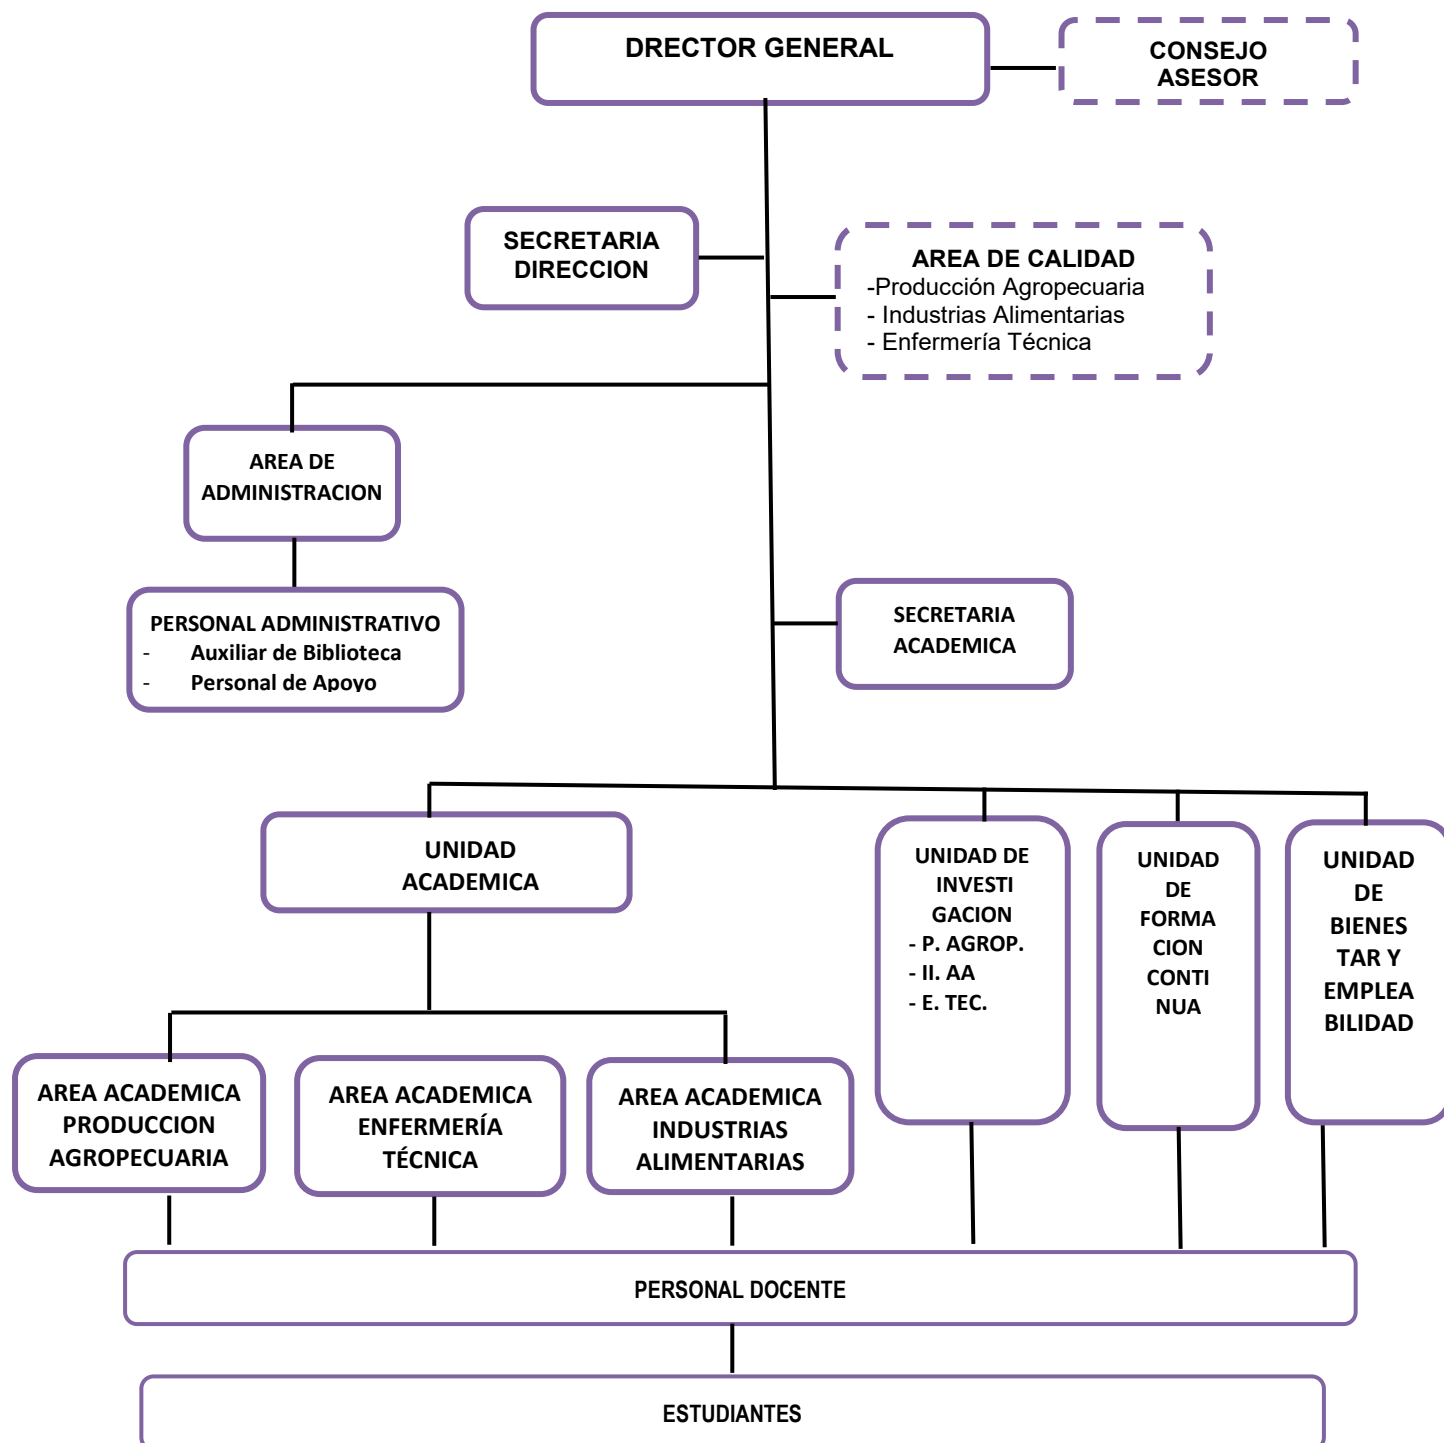 DRECTOR GENERAL
CONSEJO
ASESOR
SECRETARIA
DIRECCION
AREA DE CALIDAD
-Producción Agropecuaria
- Industrias Alimentarias
- Enfermería Técnica
AREA DE
ADMINISTRACION
PERSONAL ADMINISTRATIVO
- Auxiliar de Biblioteca
- Personal de Apoyo
SECRETARIA
ACADEMICA
UNIDAD
ACADEMICA
UNIDAD DE
INVESTI
GACION
- P. AGROP.
- II. AA
- E. TEC.
UNIDAD
DE
FORMA
CION
CONTI
NUA
UNIDAD
DE
BIENES
TAR Y
EMPLEA
BILIDAD
AREA ACADEMICA
PRODUCCION
AGROPECUARIA
AREA ACADEMICA
ENFERMERÍA
TÉCNICA
AREA ACADEMICA
INDUSTRIAS
ALIMENTARIAS
PERSONAL DOCENTE
ESTUDIANTES